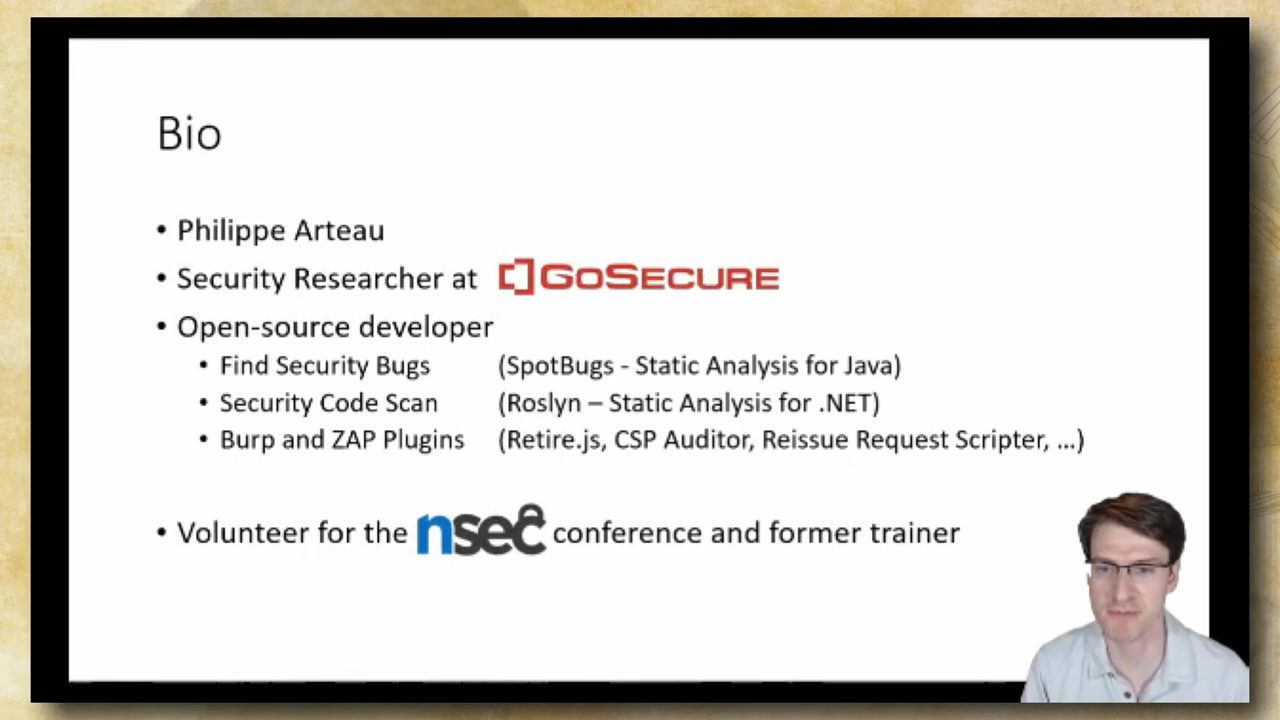 Bio
• Philippe Arteau
• Security Researcher at GOSECURE
• Open-source developer
• Find Security Bugs (SpotBugs - Static Analysis for Java)
• Security Code Scan (Roslyn – Static Analysis for .NET)
• Burp and ZAP Plugins (Retire.js, CSP Auditor, Reissue Request Scripter, ...)
• Volunteer for the nsec conference and former trainer